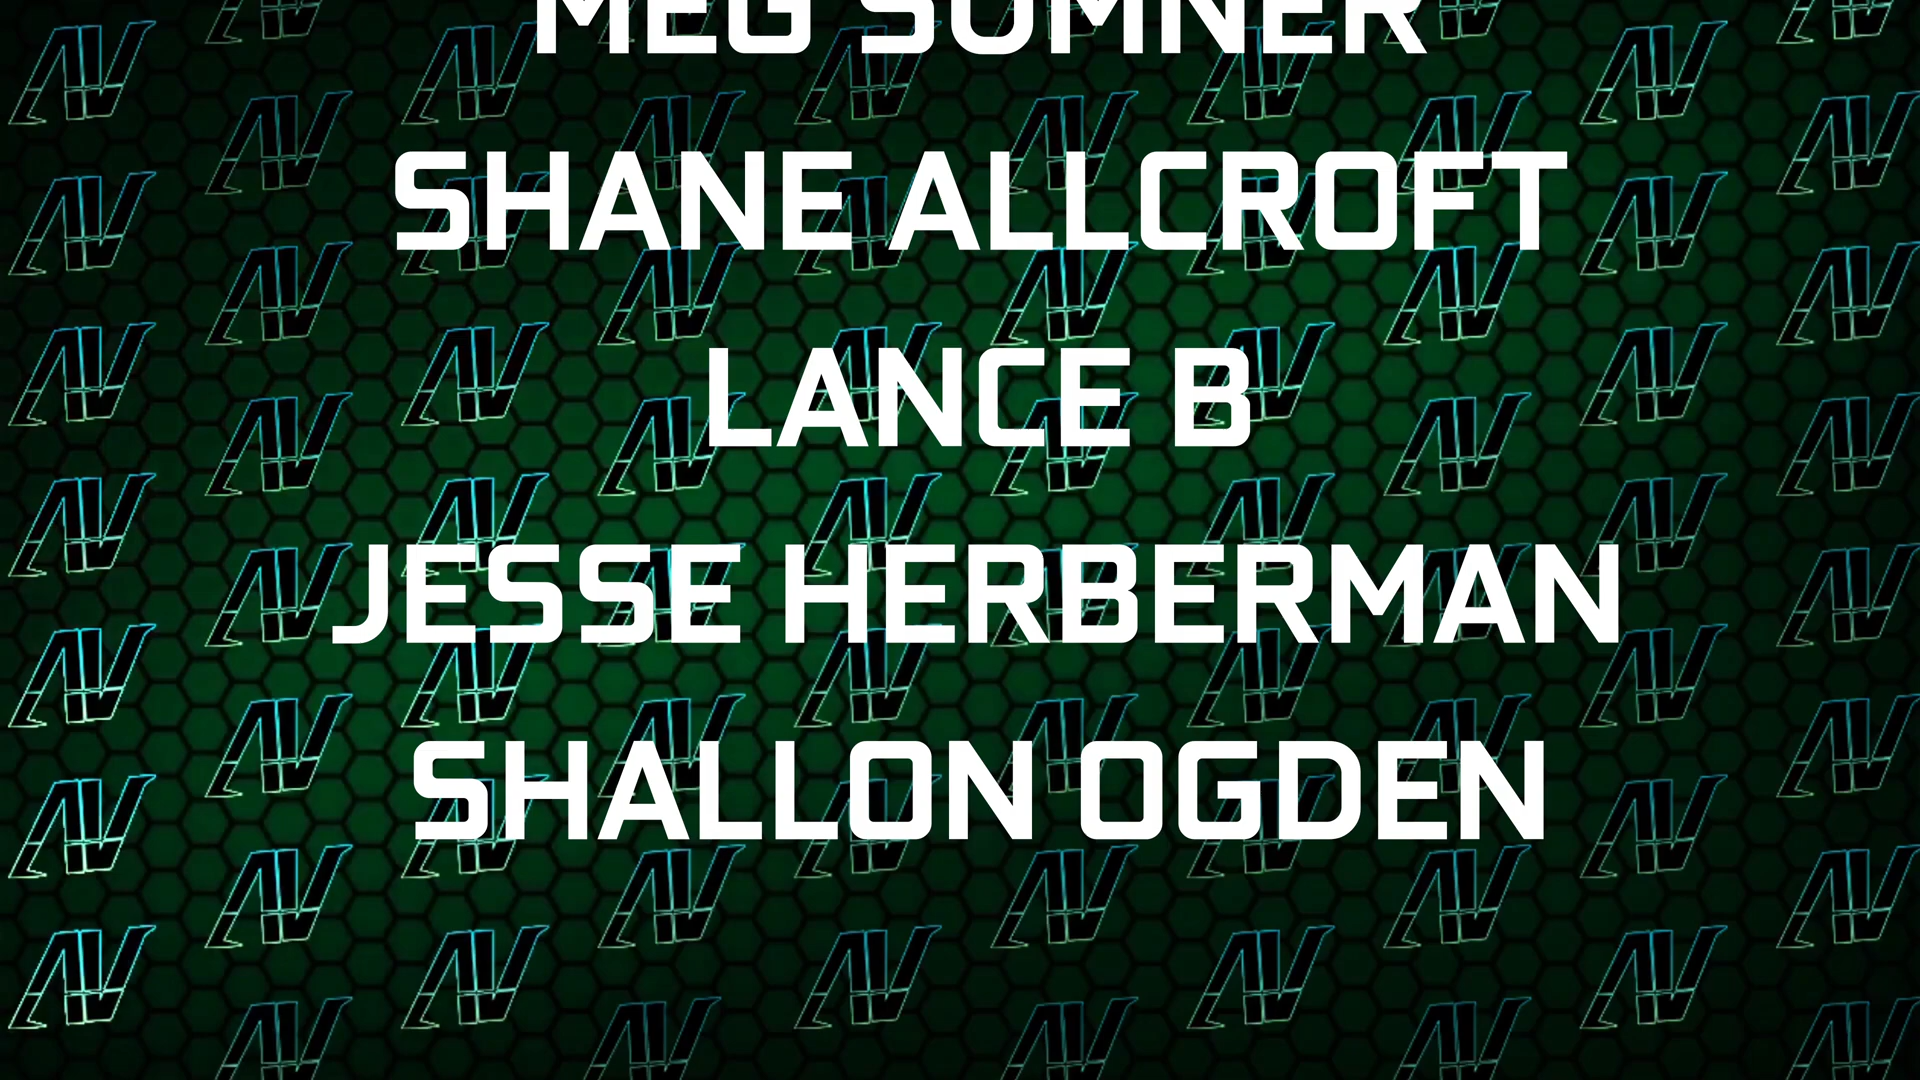 MEG SUMNER
SHANE ALLCROFT
LANCE B
JESSE HERBERMAN
SHALLON OGDEN